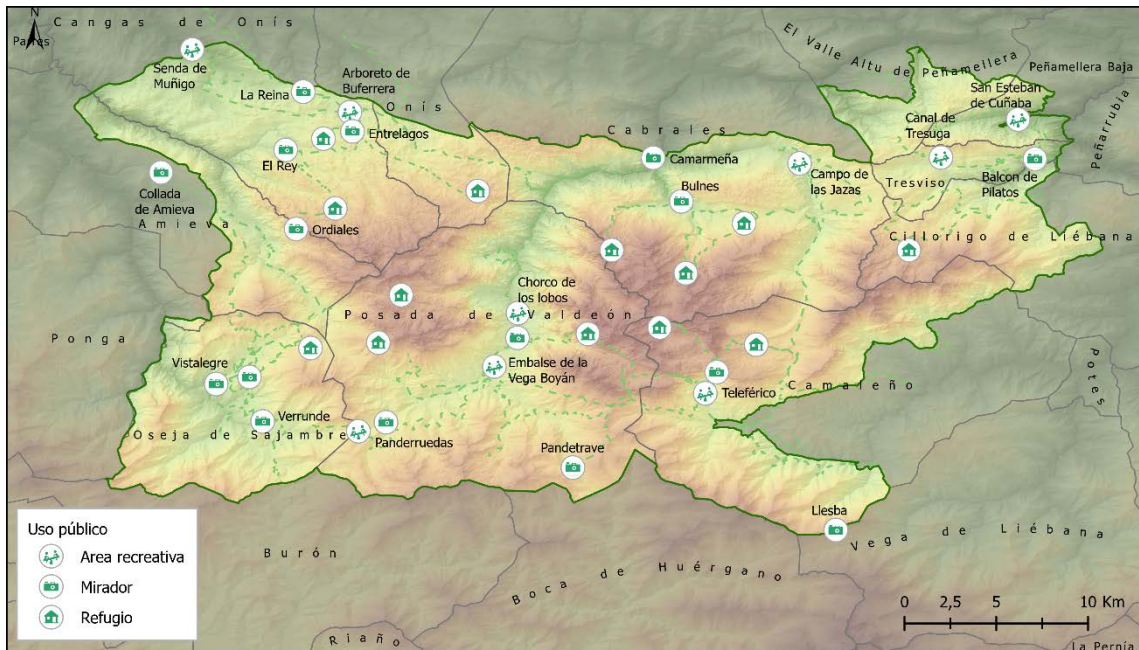 Cangas de Onís
N
Parres
Senda de
Muñigo
La Reina
Arboreto de
Buferrera
Onís
Entrelagos
El Rey
Collada
de Amieva
Amieva
Ordiales
El Valle Altu de Peñamellera
Peñamellera Baja
San Esteban
de Cuñaba
Canal de
Tresuga
Peñarrubia
Cabrales
Camarmeña
Campo de
las Jazas
Tresviso
Balcon de
Pilatos
Bulnes
Cillorigo de Liébana
Chorco de
los lobos
Posada de Valdeón
Ponga
Vistalegre
Embalse de la
Vega Boyán
Teleférico
Camaleño
Potes
Verrunde
Oseja de Sajambre
Panderruedas
Pandetrave
Llesba
Vega de Liébana
Burón
Boca de Huérgano
Riaño
La Pernía
Uso público
Area recreativa
Mirador
Refugio
0 2,5 5 10 Km